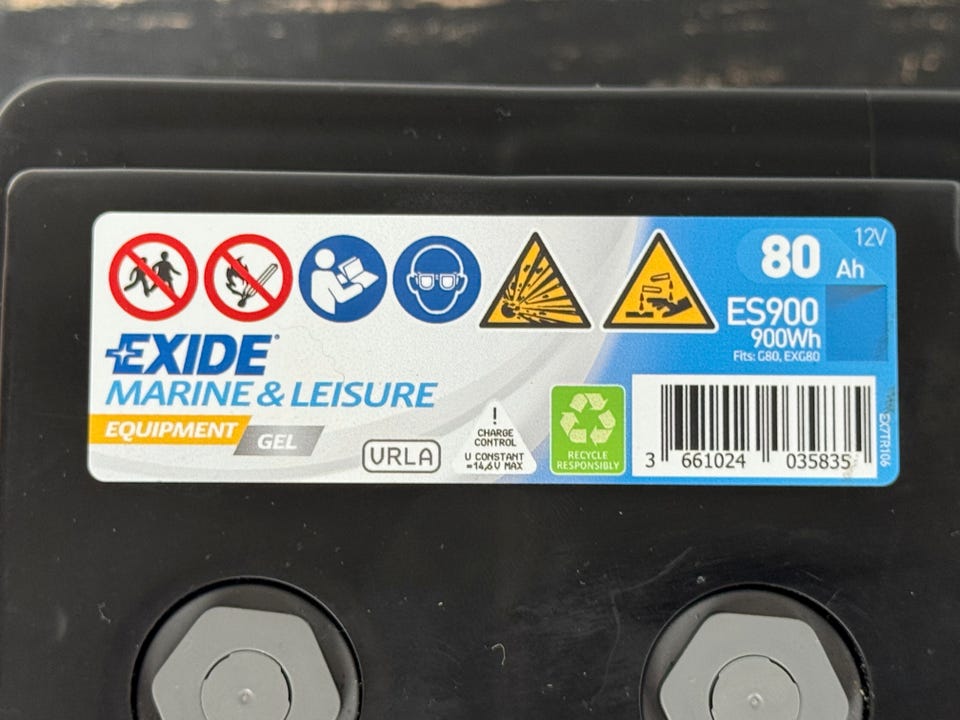 12V
80 Ah
ES900
900Wh
Fits: G80, EXG80
EXIDE®
MARINE & LEISURE
EQUIPMENT GEL
VRLA
!
CHARGE
CONTROL
U CONSTANT
=14,6V MAX
RECYCLE
RESPONSIBLY
3 661024 035835
EX7TR106